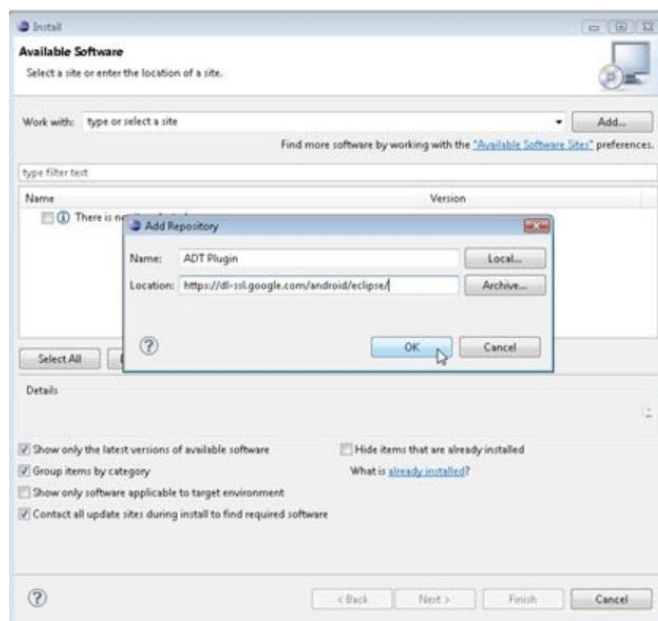 Install
Available Software
Select a site or enter the location of a site.
Work with: type or select a site Add...
Find more software by working with the "Available Software Sites" preferences.
type filter text
Name Version
There is no
Add Repository
Name: ADT Plugin Local...
Location: https://dl-ssl.google.com/android/eclipse/ Archive...
OK Cancel
Select All
Details
Show only the latest versions of available software Hide items that are already installed
Group items by category What is already installed?
Show only software applicable to target environment
Contact all update sites during install to find required software
< Back Next > Finish Cancel